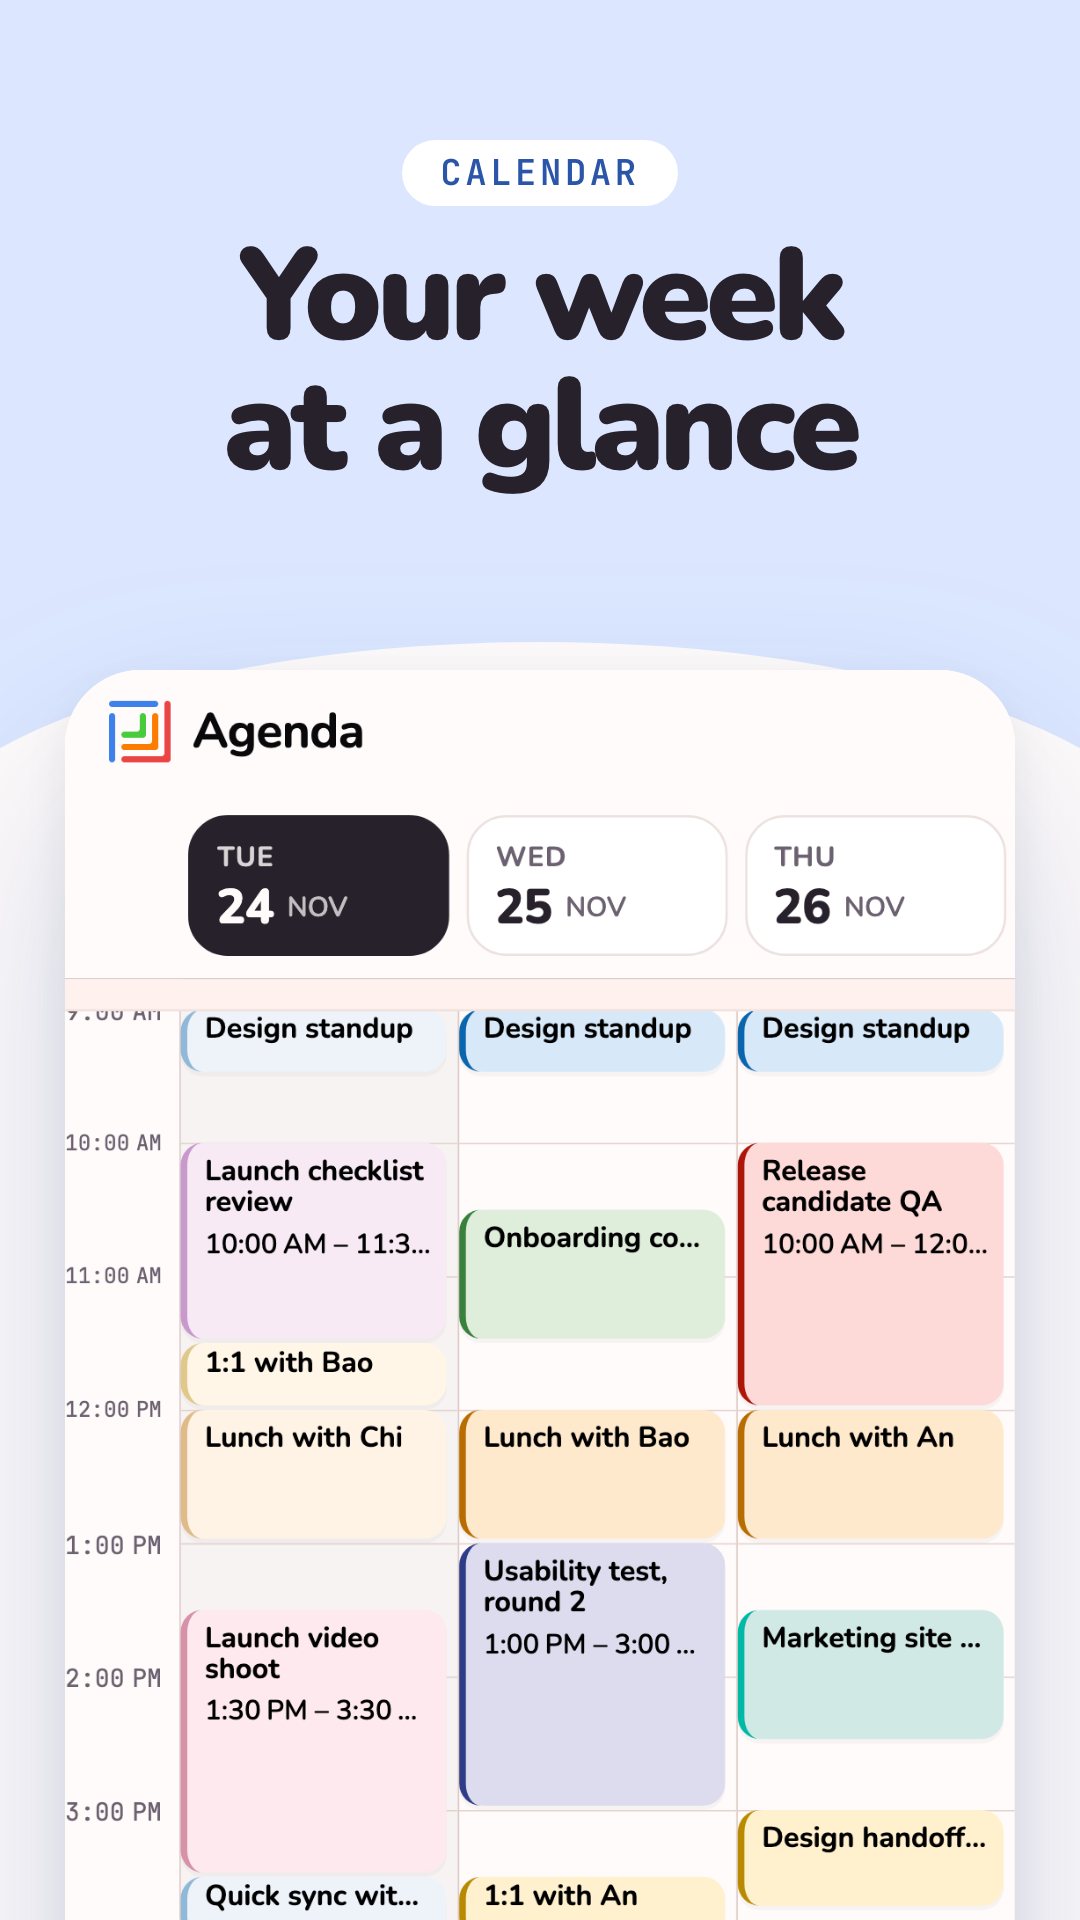 CALENDAR
Your week
at a glance
Agenda
TUE
24 NOV
WED
25 NOV
THU
26 NOV
9:00 AM
Design standup
Design standup
Design standup
10:00 AM
Launch checklist
review
10:00 AM – 11:3...
Onboarding co...
Release
candidate QA
10:00 AM – 12:0...
11:00 AM
1:1 with Bao
12:00 PM
Lunch with Chi
Lunch with Bao
Lunch with An
1:00 PM
Usability test,
round 2
1:00 PM – 3:00 ...
Launch video
shoot
1:30 PM – 3:30 ...
Marketing site ...
2:00 PM
3:00 PM
Design handoff...
Quick sync wit...
1:1 with An